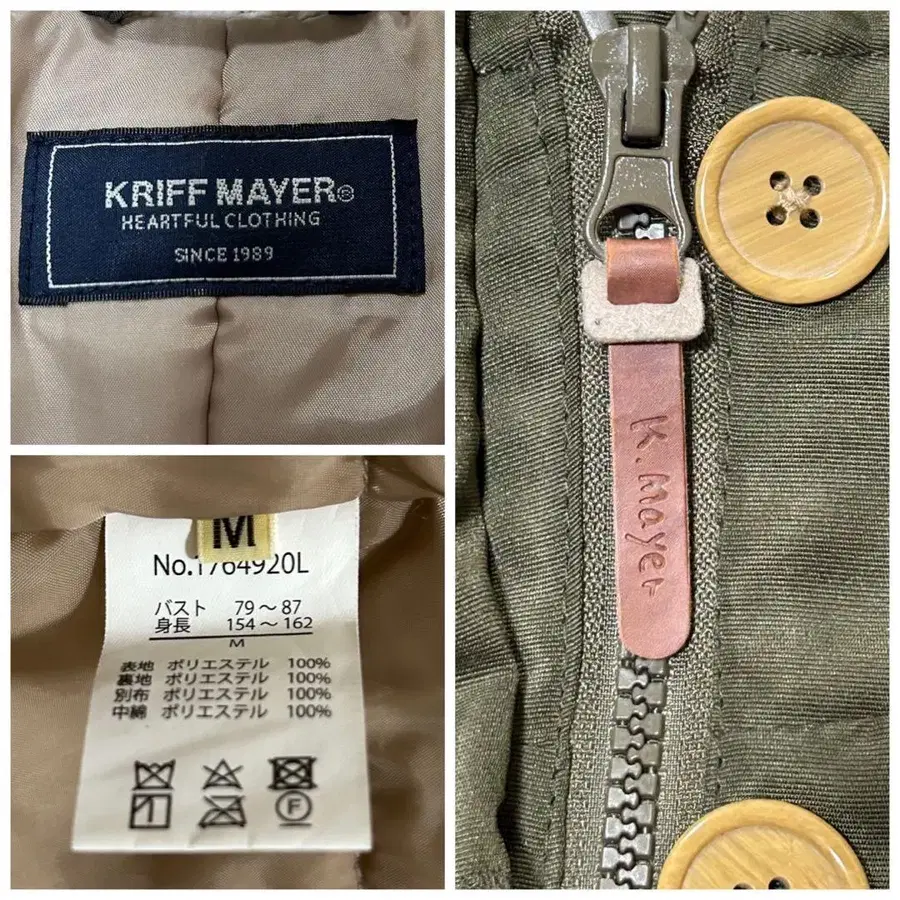 KRIFF MAYER®
HEARTFUL CLOTHING
SINCE 1989
K. Mayer
M
No.1764920L
バスト 79～87
身長 154～162
M
表地 ポリエステル 100%
裏地 ポリエステル 100%
別布 ポリエステル 100%
中綿 ポリエステル 100%
F